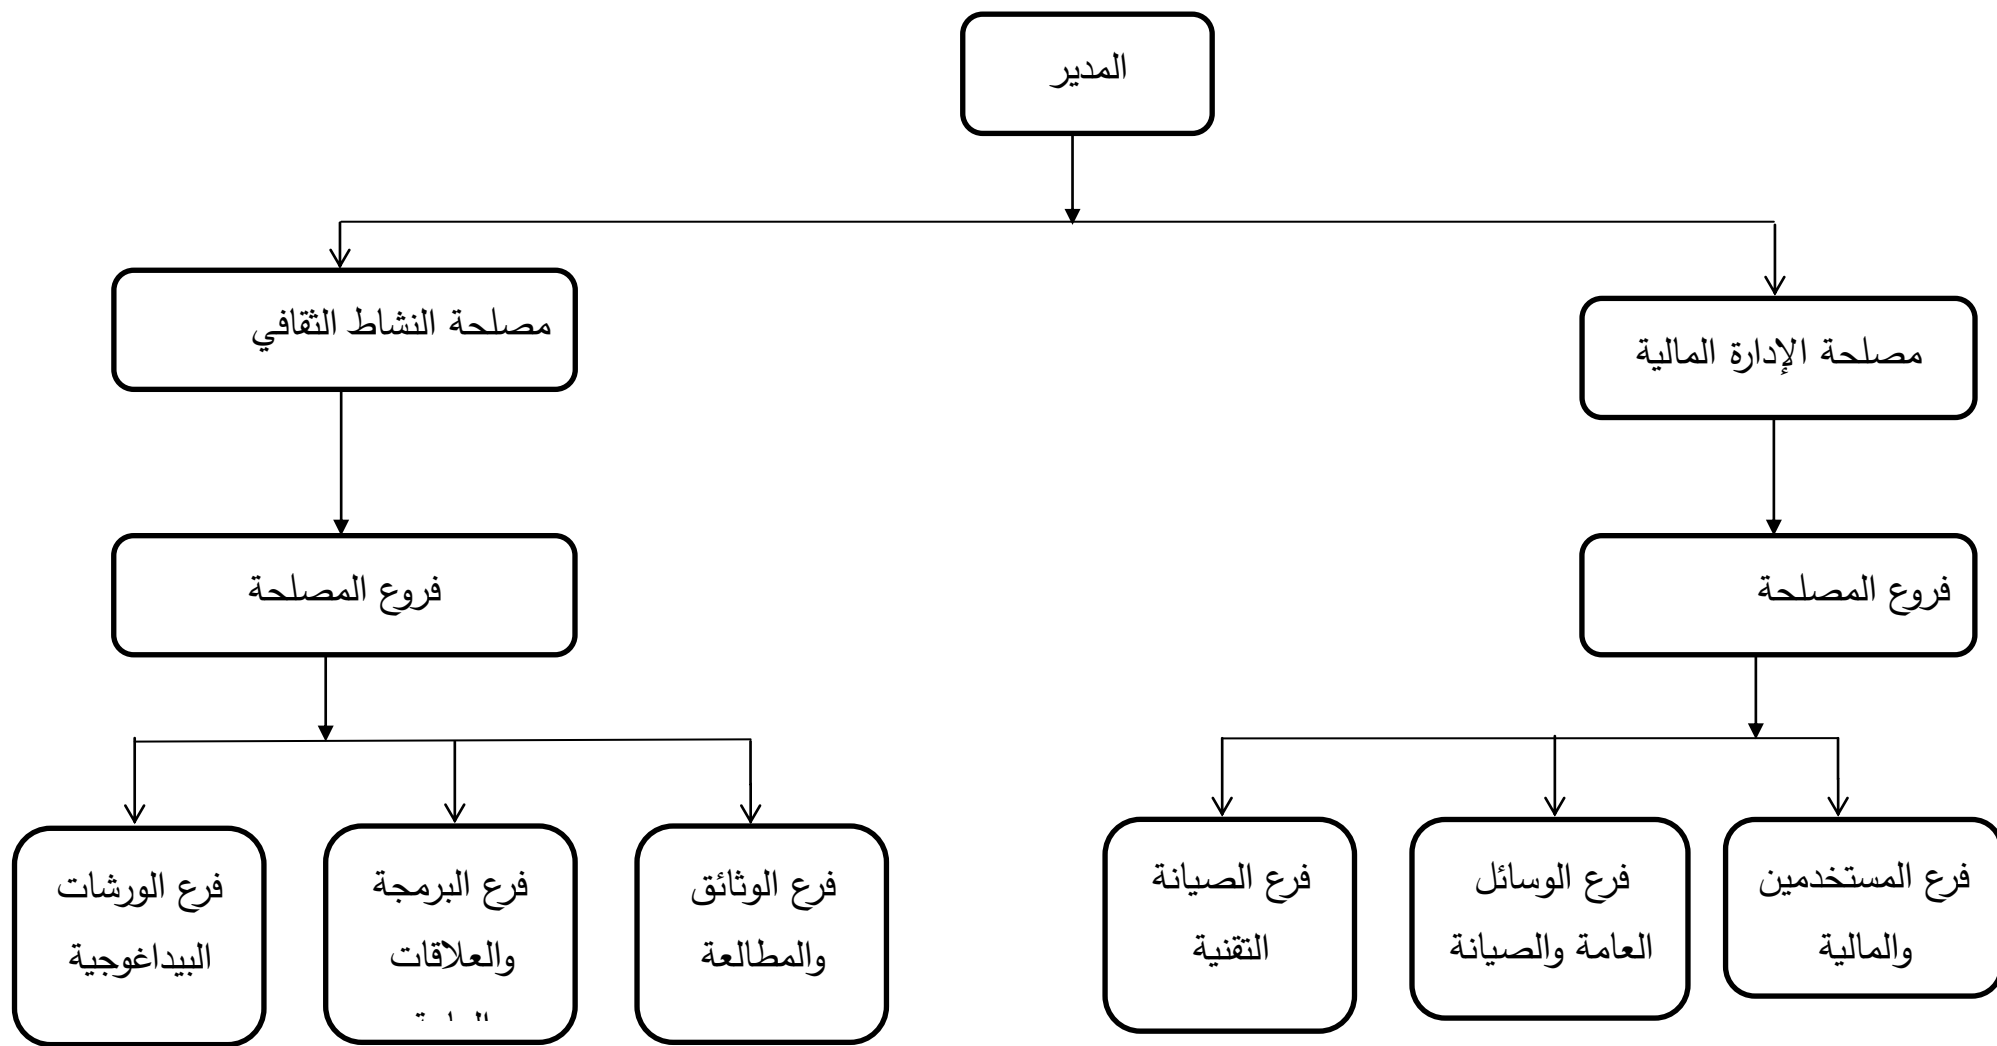 المدير
مصلحة الإدارة المالية
مصلحة النشاط الثقافي
فروع المصلحة
فروع المصلحة
فرع المستخدمين
والمالية
فرع الوسائل
العامة والصيانة
فرع الصيانة
التقنية
فرع الوثائق
والمطالعة
فرع البرمجة
والعلاقات
فرع الورشات
البيداغوجية